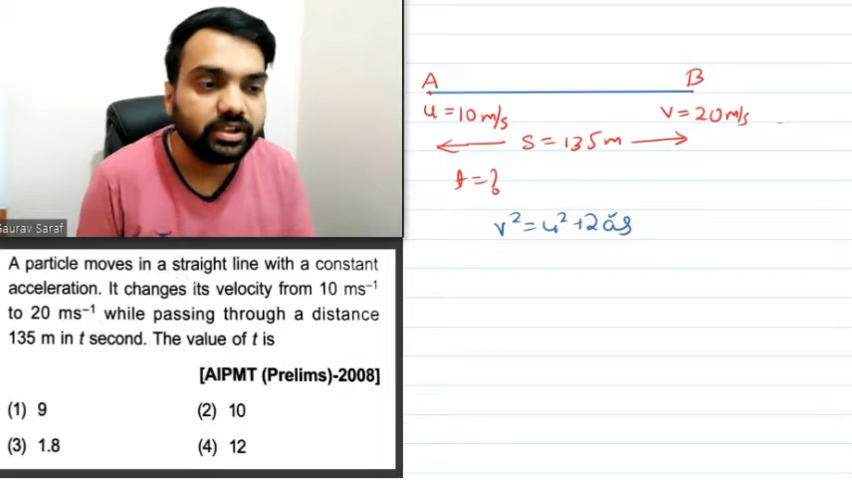 Saurav Saraf
A particle moves in a straight line with a constant
acceleration. It changes its velocity from 10 ms⁻¹
to 20 ms⁻¹ while passing through a distance
135 m in t second. The value of t is
[AIPMT (Prelims)-2008]
(1) 9 (2) 10
(3) 1.8 (4) 12
A B
u = 10 m/s v = 20 m/s
s = 135 m
t = ?
v² = u² + 2as